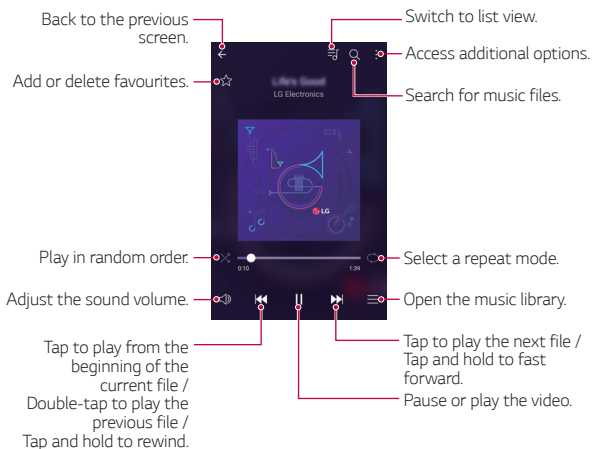 Back to the previous
screen.
Switch to list view.
Access additional options.
Add or delete favourites.
Life's Good
LG Electronics
Search for music files.
LG
Play in random order.
0:10
1:39
Select a repeat mode.
Adjust the sound volume.
Open the music library.
Tap to play from the
beginning of the
current file /
Double-tap to play the
previous file /
Tap and hold to rewind.
Tap to play the next file /
Tap and hold to fast
forward.
Pause or play the video.